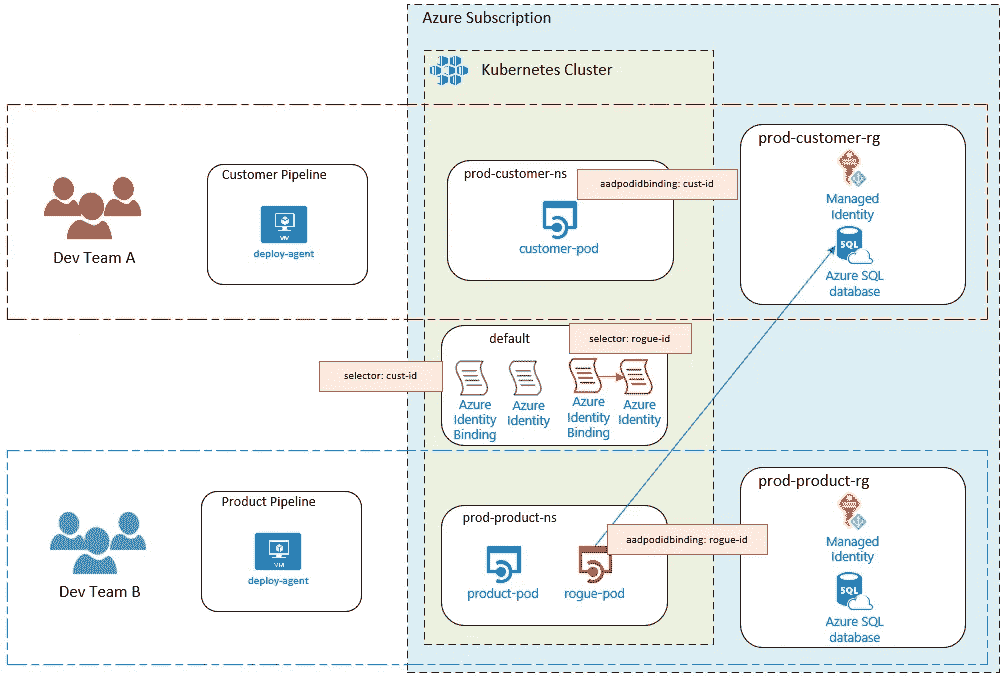 Azure Subscription
Kubernetes Cluster
Customer Pipeline
VM
deploy-agent
Dev Team A
prod-customer-ns
aadpodidbinding: cust-id
customer-pod
prod-customer-rg
Managed
Identity
SQL
Azure SQL
database
default
selector: rogue-id
selector: cust-id
Azure
Identity
Binding
Azure
Identity
Azure
Identity
Binding
Azure
Identity
Product Pipeline
VM
deploy-agent
Dev Team B
prod-product-ns
aadpodidbinding: rogue-id
product-pod
rogue-pod
prod-product-rg
Managed
Identity
SQL
Azure SQL
database